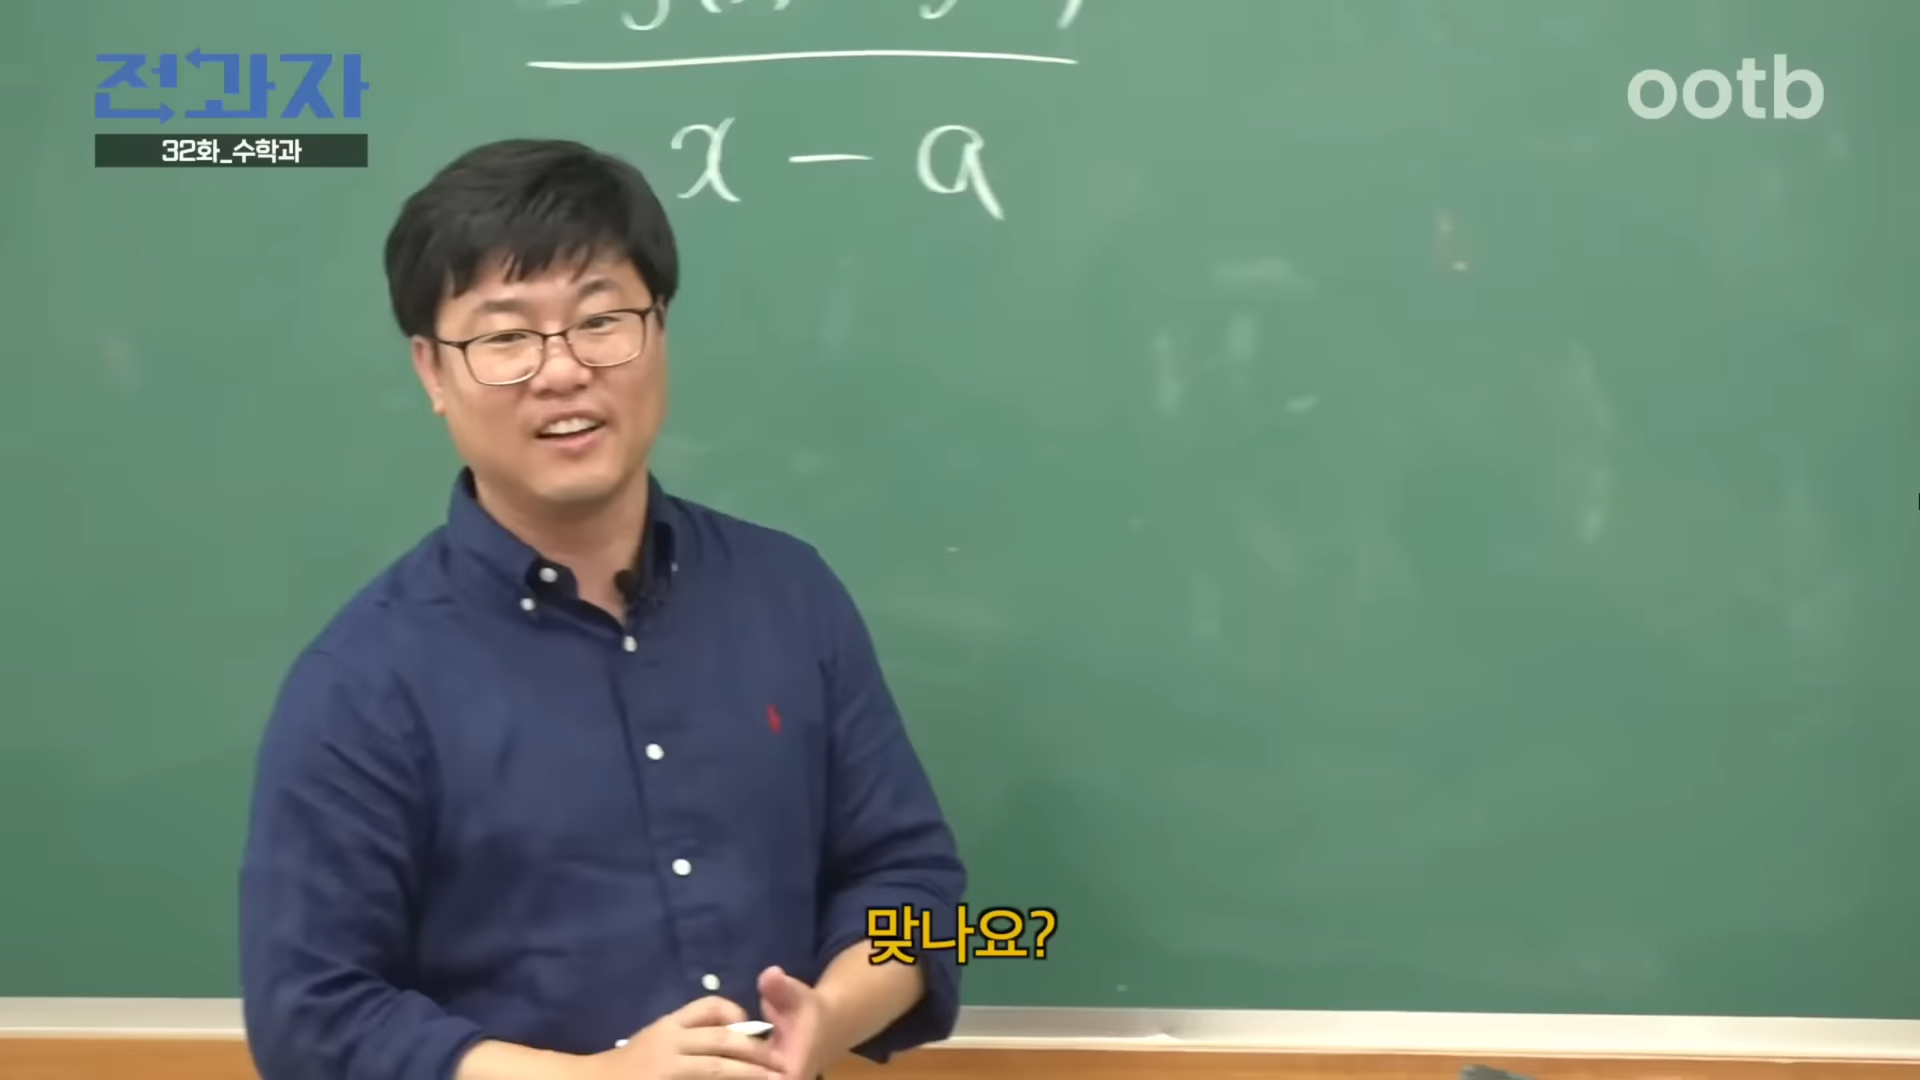 전과자
ootb
32화_수학과
x - a
맞나요?